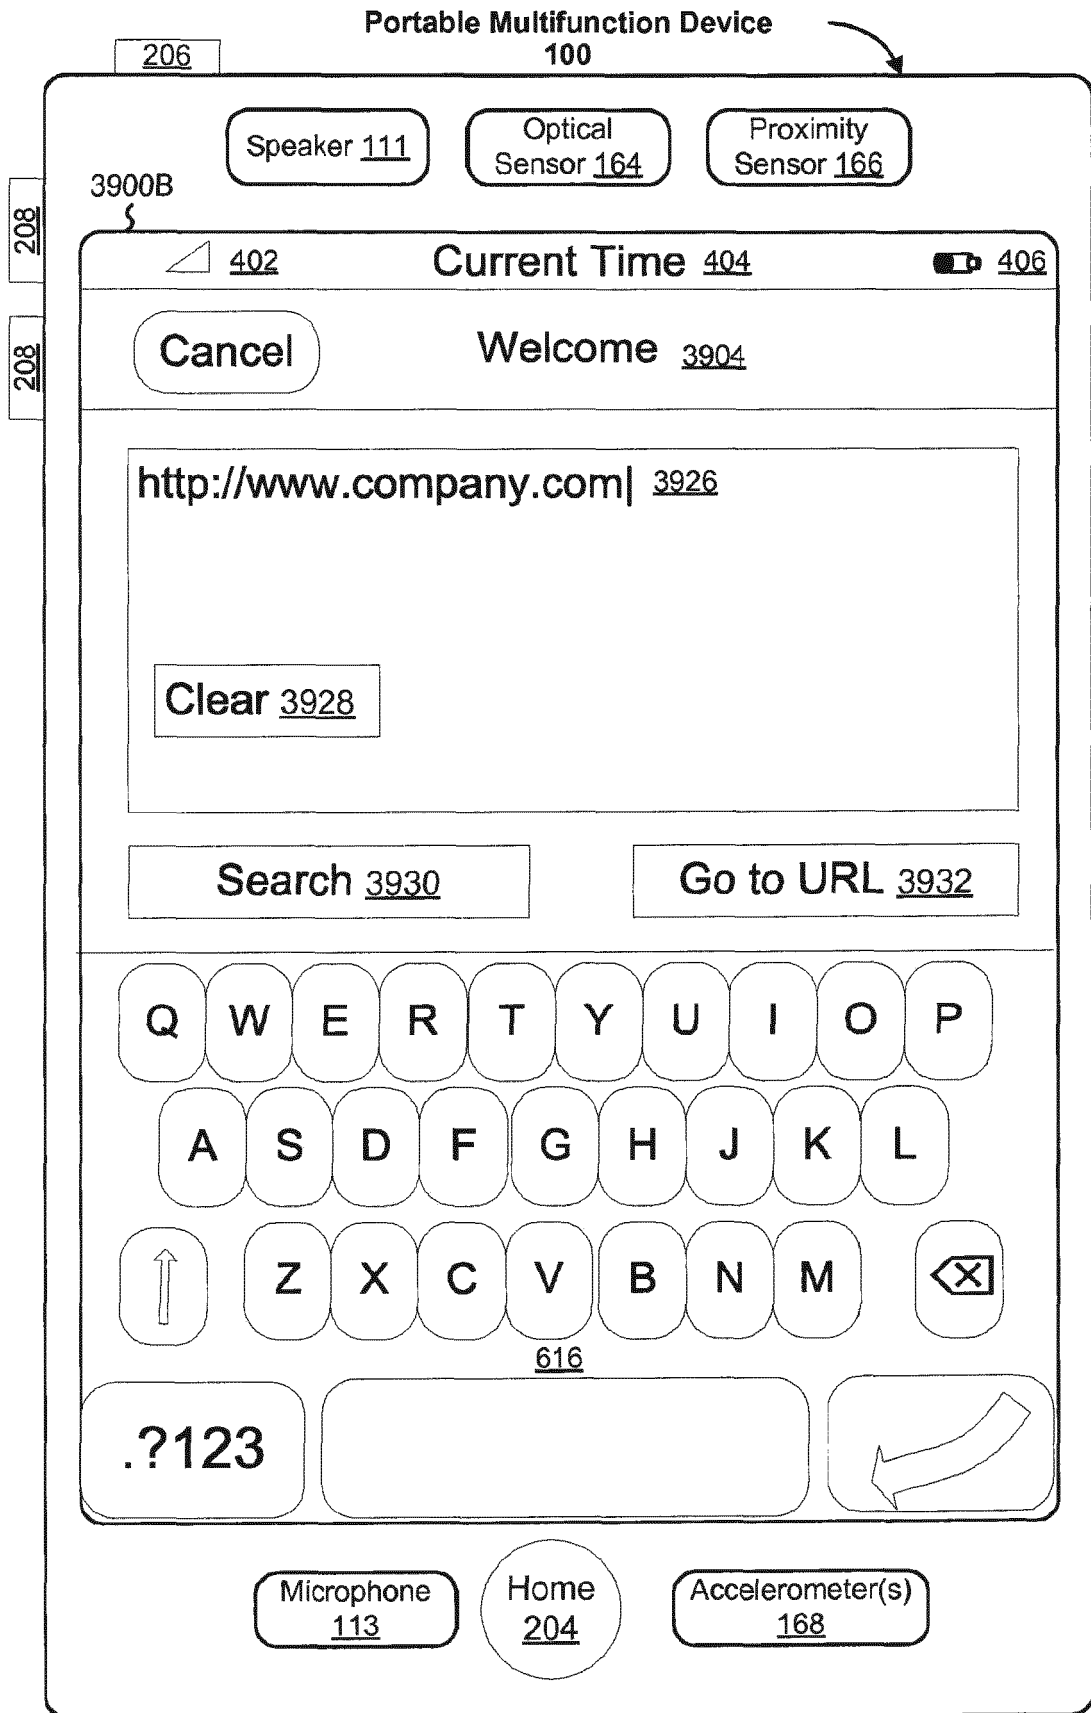 Portable Multifunction Device
100
206
Speaker 111
Optical
Sensor 164
Proximity
Sensor 166
3900B
208
208
402 Current Time 404 406
Cancel Welcome 3904
http://www.company.com| 3926
Clear 3928
Search 3930 Go to URL 3932
Q W E R T Y U I O P
A S D F G H J K L
Z X C V B N M
616
.?123
Microphone
113
Home
204
Accelerometer(s)
168